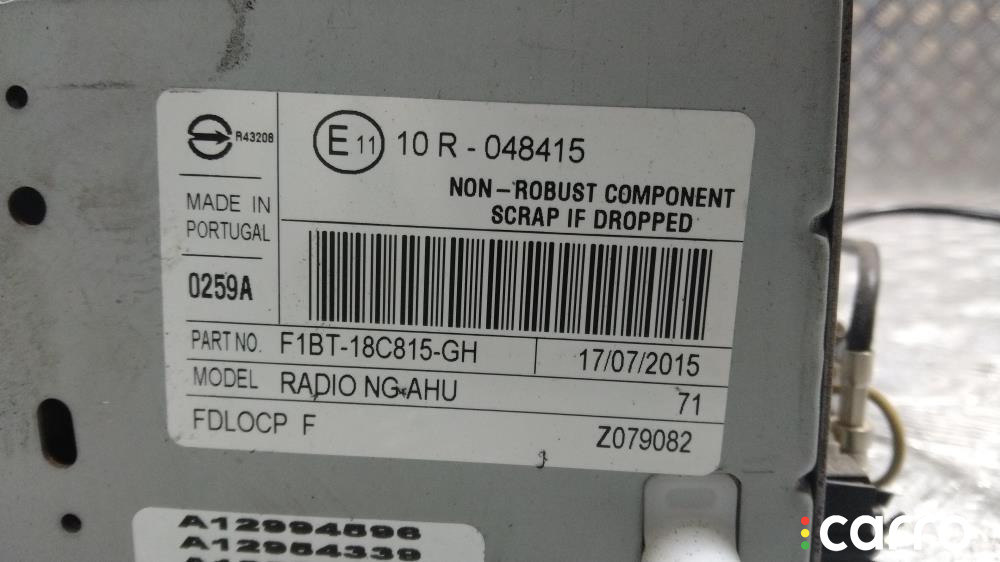 R43208
E 11 10 R - 048415
NON-ROBUST COMPONENT
SCRAP IF DROPPED
MADE IN
PORTUGAL
0259A
PART NO. F1BT-18C815-GH 17/07/2015
MODEL RADIO NG-AHU 71
FDLOCP F Z079082
A12994596
A12954339
carro